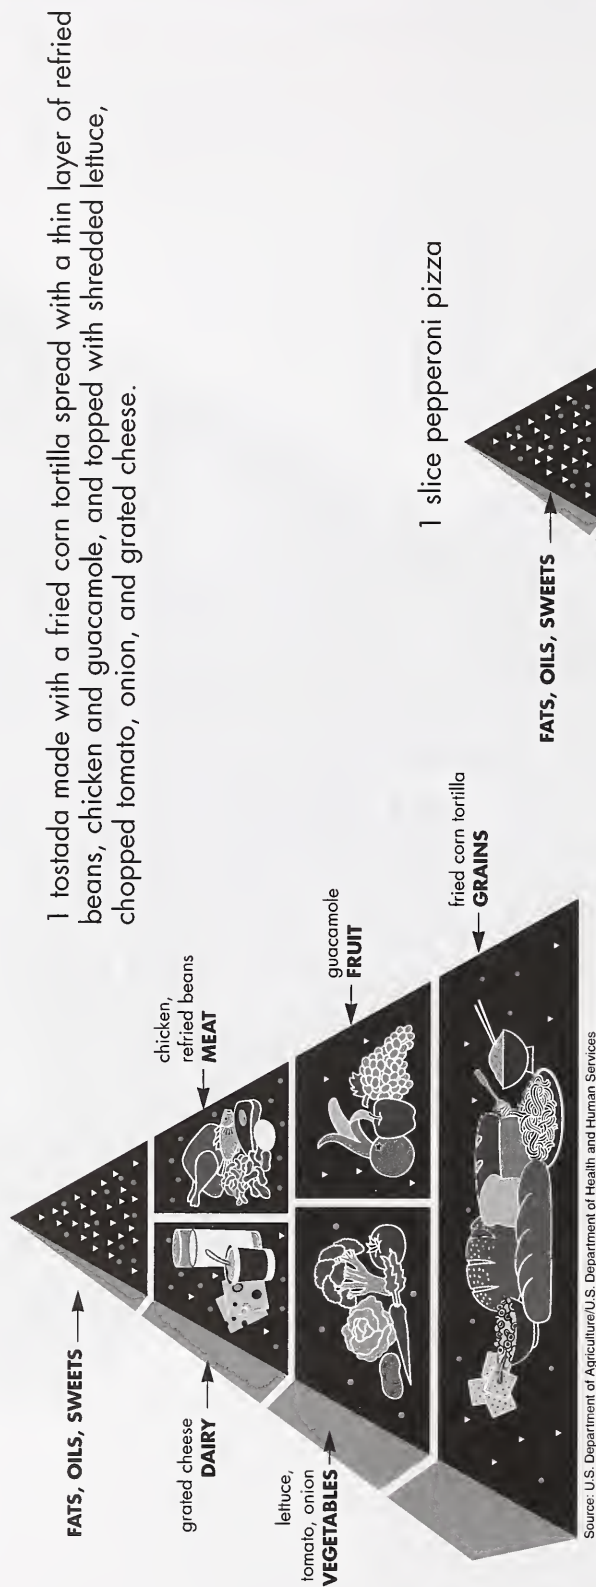 1 tostada made with a fried corn tortilla spread with a thin layer of refried
beans, chicken and guacamole, and topped with shredded lettuce,
chopped tomato, onion, and grated cheese.
FATS, OILS, SWEETS
chicken,
refried beans
MEAT
grated cheese
DAIRY
guacamole
FRUIT
lettuce,
tomato, onion
VEGETABLES
fried corn tortilla
GRAINS
Source: U.S. Department of Agriculture/U.S. Department of Health and Human Services
1 slice pepperoni pizza
FATS, OILS, SWEETS